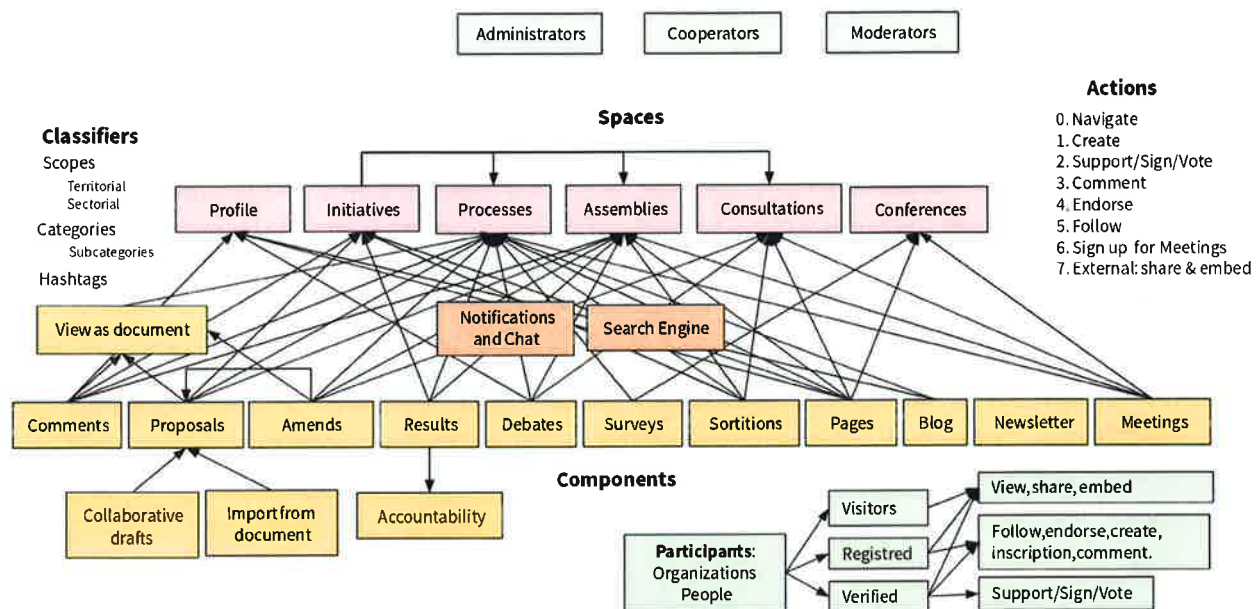 Administrators
Cooperators
Moderators
Actions
0. Navigate
1. Create
2. Support/Sign/Vote
3. Comment
4. Endorse
5. Follow
6. Sign up for Meetings
7. External: share & embed
Spaces
Classifiers
Scopes
Territorial
Sectorial
Categories
Subcategories
Hashtags
Profile
Initiatives
Processes
Assemblies
Consultations
Conferences
View as document
Notifications
and Chat
Search Engine
Comments
Proposals
Amends
Results
Debates
Surveys
Sortitions
Pages
Blog
Newsletter
Meetings
Components
Collaborative
drafts
Import from
document
Accountability
Participants:
Organizations
People
Visitors
Registred
Verified
View,share, embed
Follow,endorse,create,
inscription,comment.
Support/Sign/Vote